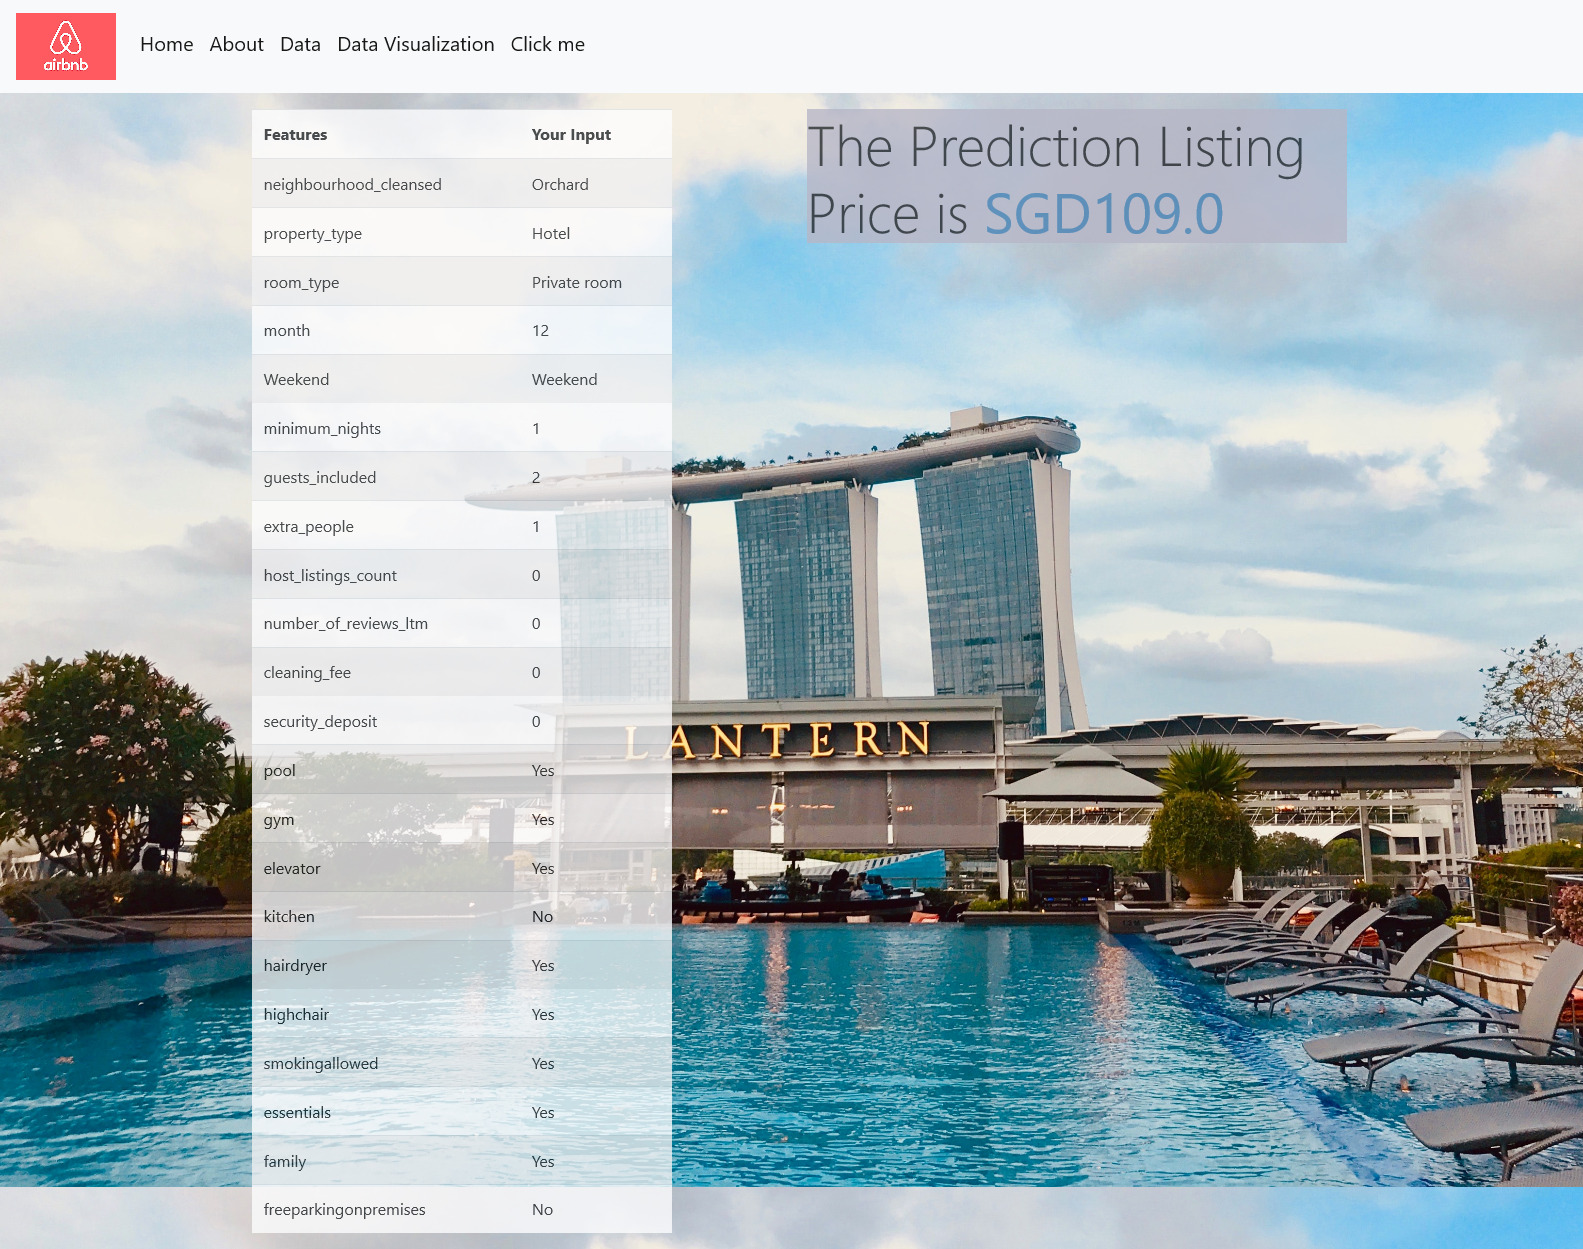 airbnb
Home About Data Data Visualization Click me
Features Your Input
neighbourhood_cleansed Orchard
property_type Hotel
room_type Private room
month 12
Weekend Weekend
minimum_nights 1
guests_included 2
extra_people 1
host_listings_count 0
number_of_reviews_ltm 0
cleaning_fee 0
security_deposit 0
pool Yes
gym Yes
elevator Yes
kitchen No
hairdryer Yes
highchair Yes
smokingallowed Yes
essentials Yes
family Yes
freeparkingonpremises No
The Prediction Listing
Price is SGD109.0
LANTERN